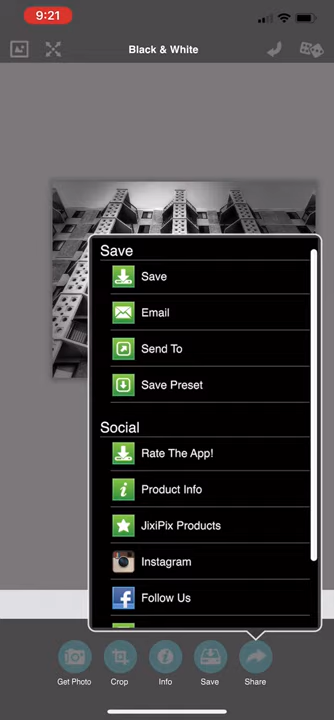 9:21
Black & White
Save
Save
Email
Send To
Save Preset
Social
Rate The App!
Product Info
JixiPix Products
Instagram
Follow Us
Get Photo
Crop
Info
Save
Share